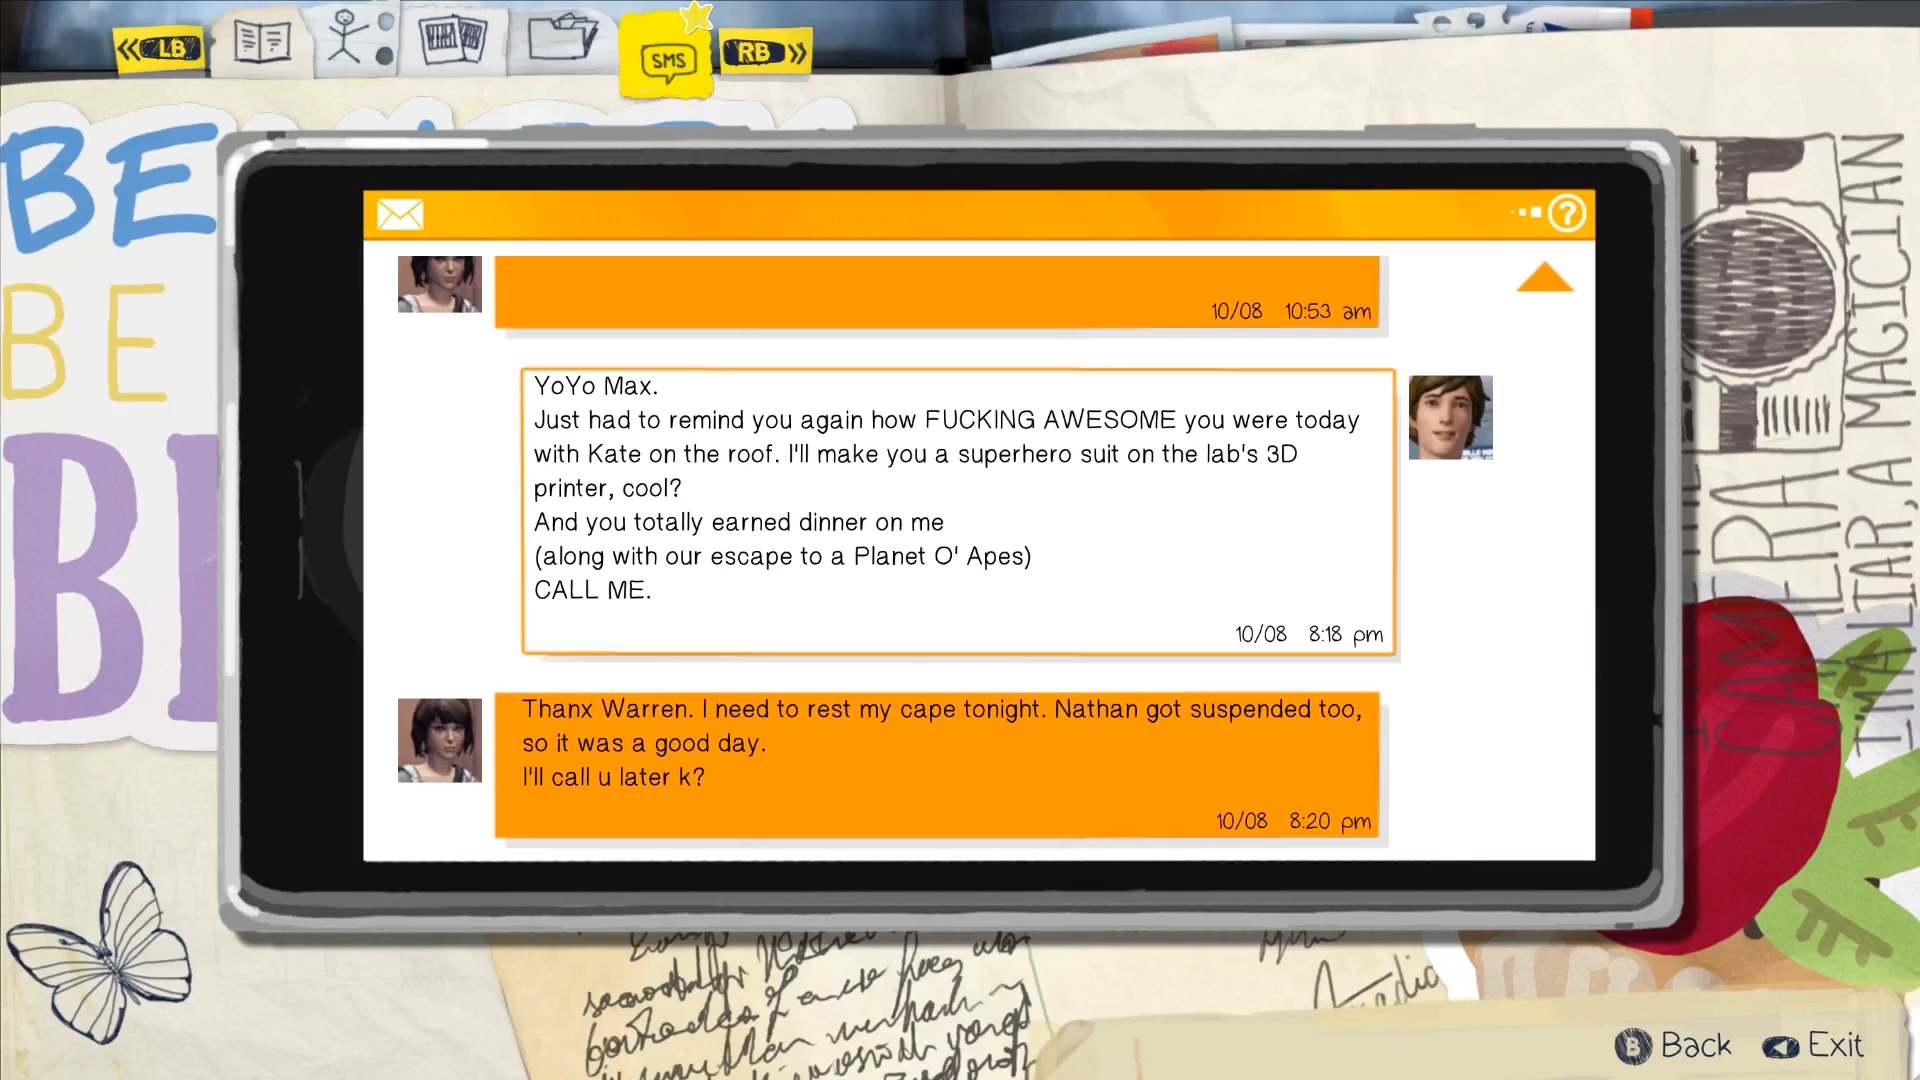 LB
SMS
RB
BE
BE
10/08 10:53 am
YoYo Max.
Just had to remind you again how FUCKING AWESOME you were today
with Kate on the roof. I'll make you a superhero suit on the lab's 3D
printer, cool?
And you totally earned dinner on me
(along with our escape to a Planet O' Apes)
CALL ME.
10/08 8:18 pm
Thanx Warren. I need to rest my cape tonight. Nathan got suspended too,
so it was a good day.
I'll call u later k?
10/08 8:20 pm
CAMERA
I'M A LIAR, A MAGICIAN
B Back
Exit